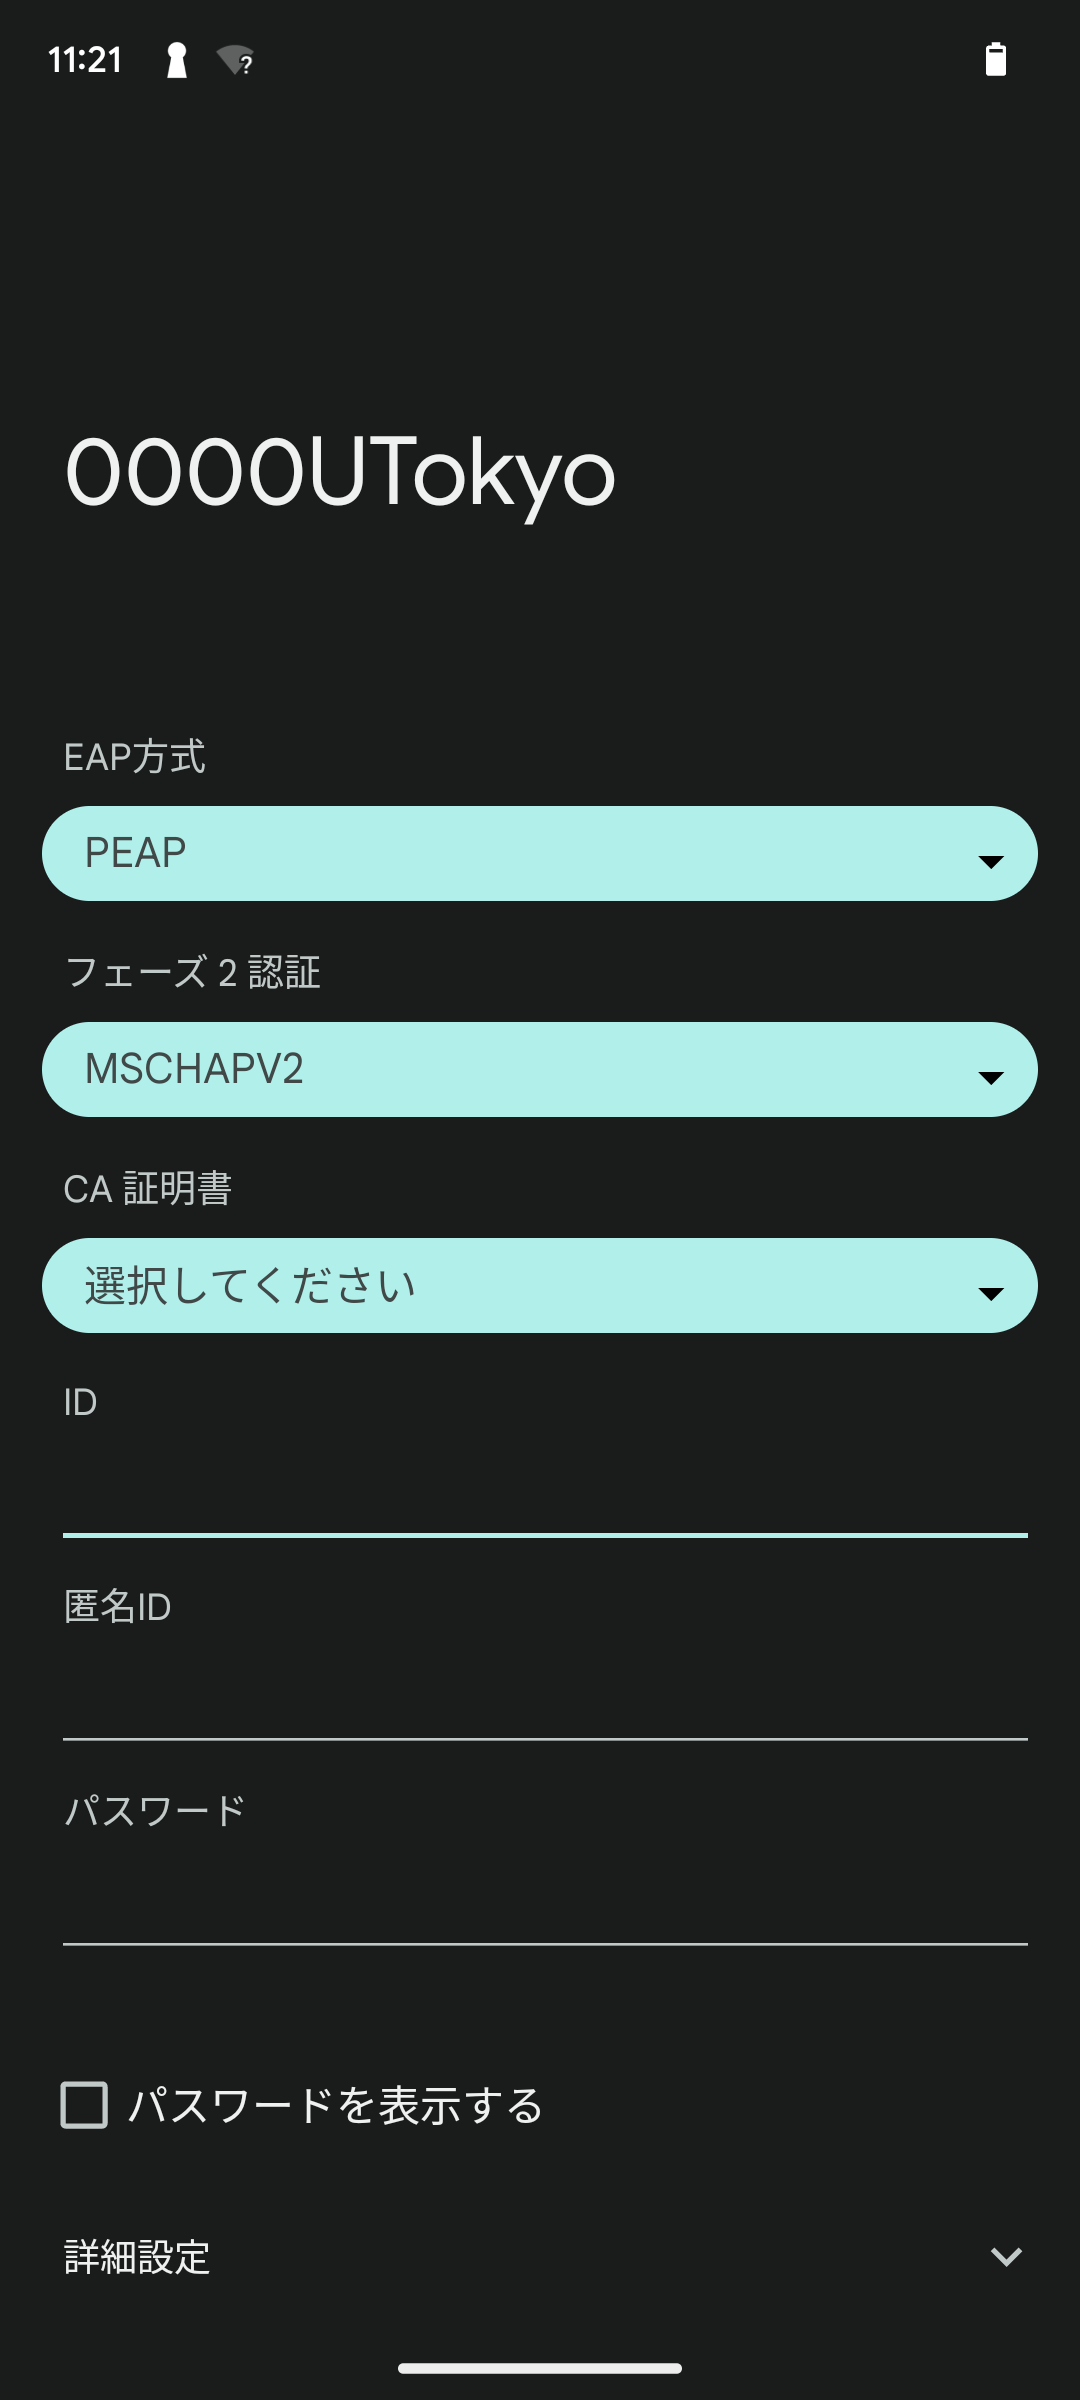 11:21
0000UTokyo
EAP方式
PEAP
フェーズ 2 認証
MSCHAPV2
CA 証明書
選択してください
ID
匿名ID
パスワード
パスワードを表示する
詳細設定